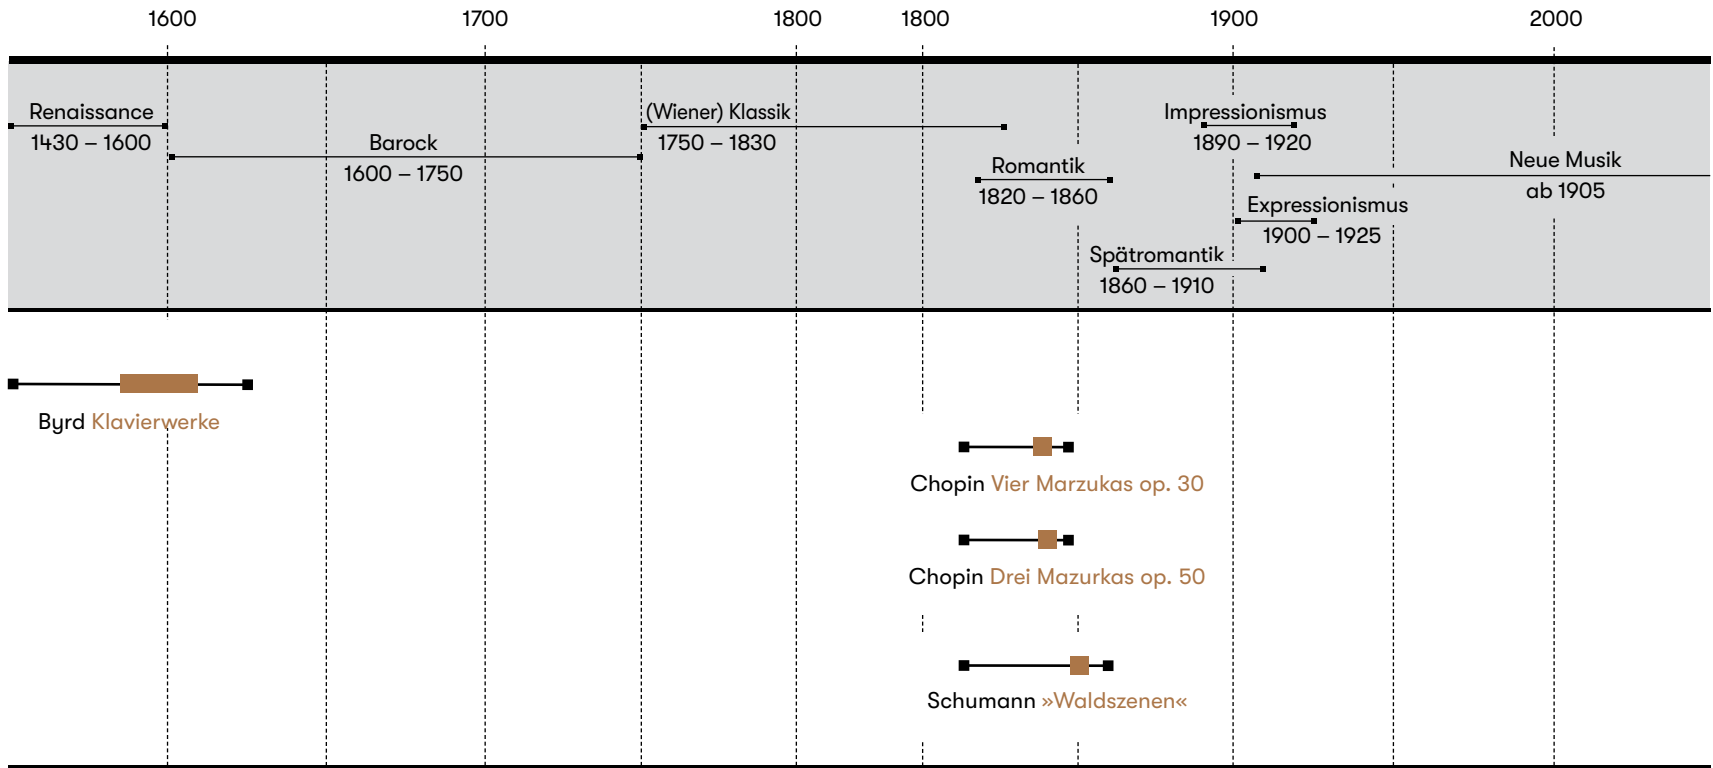 1600 1700 1800 1800 1900 2000
Renaissance
1430 – 1600
Barock
1600 – 1750
(Wiener) Klassik
1750 – 1830
Romantik
1820 – 1860
Spätromantik
1860 – 1910
Impressionismus
1890 – 1920
Expressionismus
1900 – 1925
Neue Musik
ab 1905
Byrd Klavierwerke
Chopin Vier Marzukas op. 30
Chopin Drei Mazurkas op. 50
Schumann »Waldszenen«